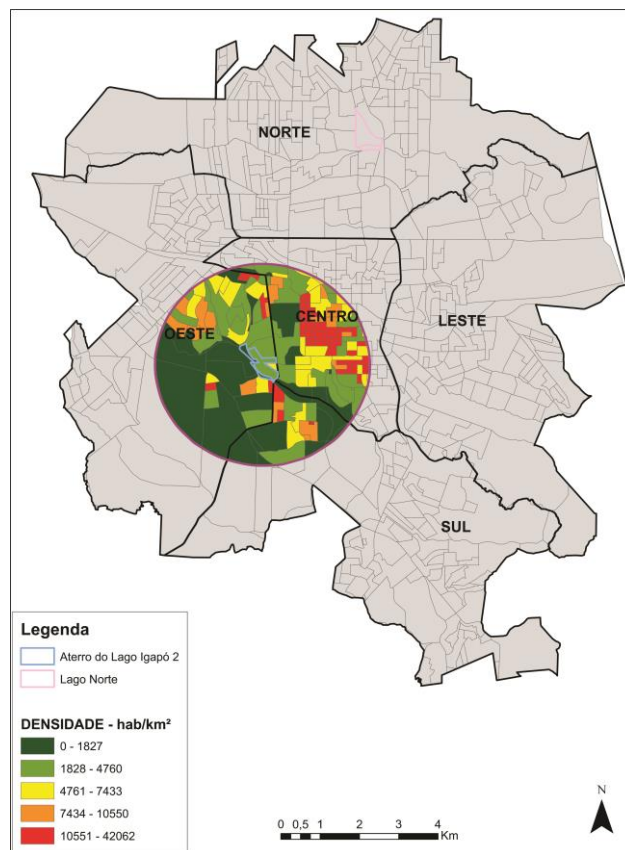 NORTE
CENTRO
OESTE
LESTE
SUL
Legenda
Aterro do Lago Igapó 2
Lago Norte
DENSIDADE - hab/km²
0 - 1827
1828 - 4760
4761 - 7433
7434 - 10550
10551 - 42062
N
0 0,5 1 2 3 4
Km